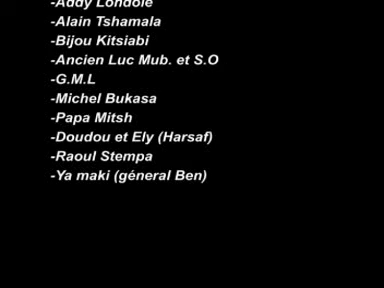 -Addy Londole
-Alain Tshamala
-Bijou Kitsiabi
-Ancien Luc Mub. et S.O
-G.M.L
-Michel Bukasa
-Papa Mitsh
-Doudou et Ely (Harsaf)
-Raoul Stempa
-Ya maki (géneral Ben)